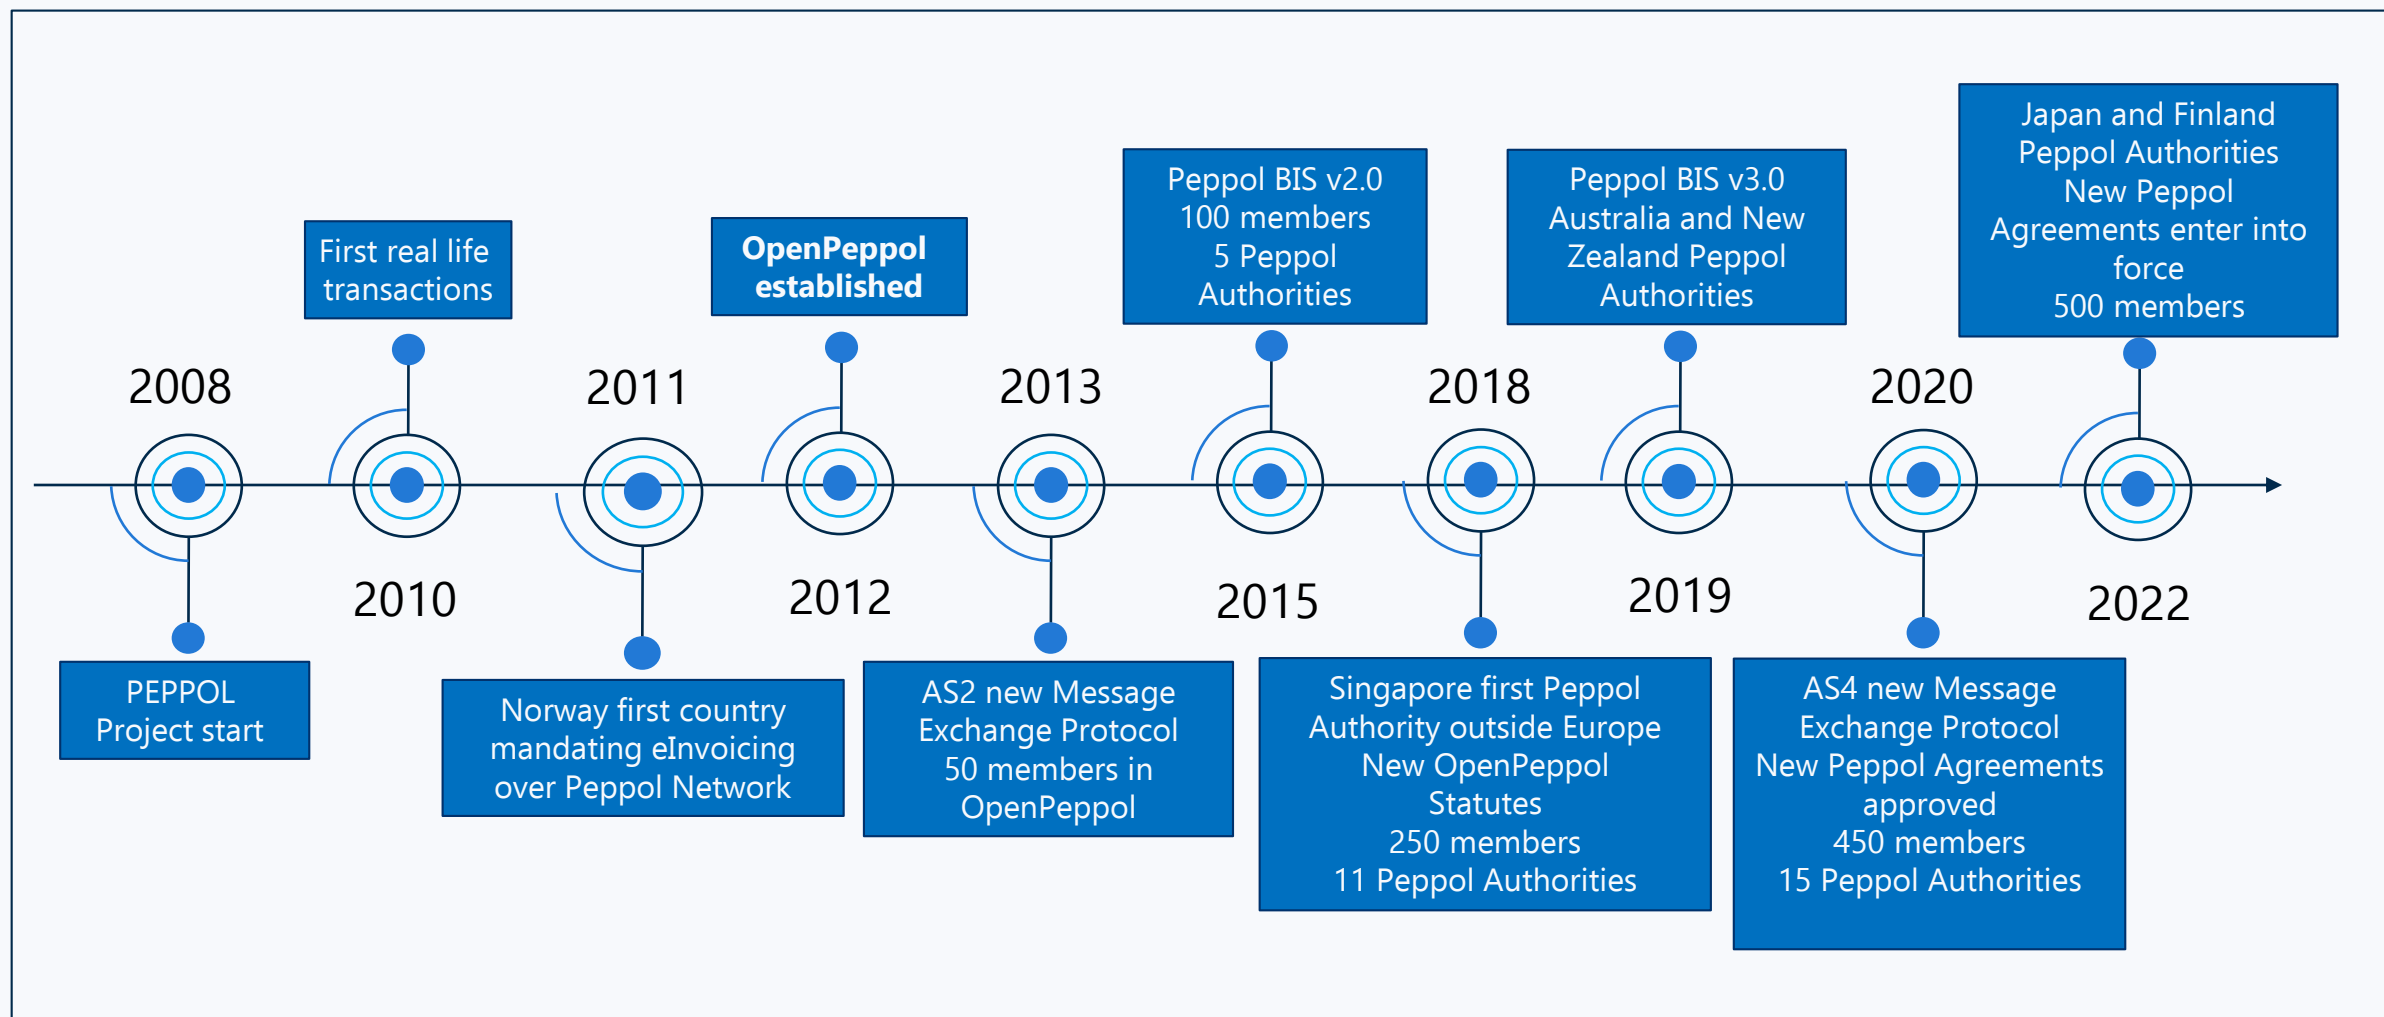 2008
PEPPOL
Project start
First real life
transactions
2010
2011
Norway first country
mandating eInvoicing
over Peppol Network
OpenPeppol
established
2012
2013
AS2 new Message
Exchange Protocol
50 members in
OpenPeppol
Peppol BIS v2.0
100 members
5 Peppol
Authorities
2015
2018
Singapore first Peppol
Authority outside Europe
New OpenPeppol
Statutes
250 members
11 Peppol Authorities
Peppol BIS v3.0
Australia and New
Zealand Peppol
Authorities
2019
2020
AS4 new Message
Exchange Protocol
New Peppol Agreements
approved
450 members
15 Peppol Authorities
Japan and Finland
Peppol Authorities
New Peppol
Agreements enter into
force
500 members
2022